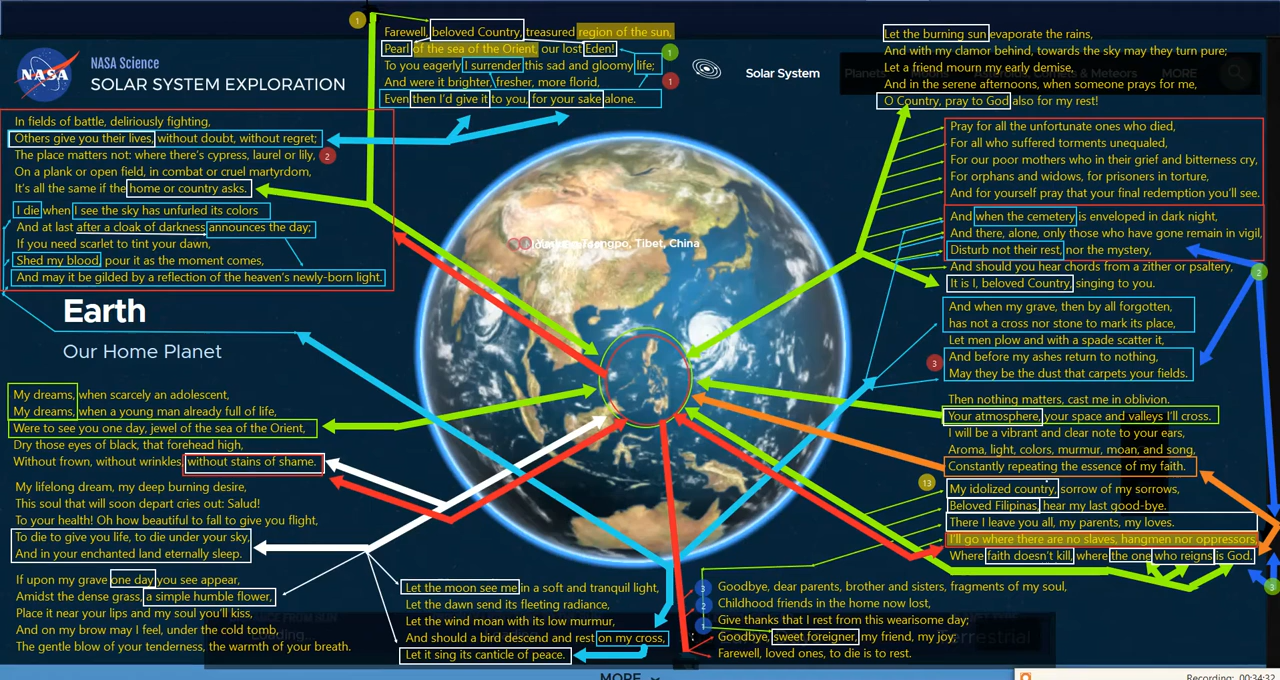 1
Farewell, beloved Country, treasured region of the sun,
Pearl of the sea of the Orient, our lost Eden!
To you eagerly I surrender this sad and gloomy life;
And were it brighter, fresher, more florid,
Even then I'd give it to you, for your sake alone.
1
1
NASA
NASA Science
SOLAR SYSTEM EXPLORATION
Solar System
Planets
Moons
Asteroids, Comets & Meteors
MORE
In fields of battle, deliriously fighting,
Others give you their lives, without doubt, without regret;
The place matters not: where there's cypress, laurel or lily,
2
On a plank or open field, in combat or cruel martyrdom,
It's all the same if the home or country asks.
I die when I see the sky has unfurled its colors
And at last after a cloak of darkness announces the day;
If you need scarlet to tint your dawn,
Shed my blood, pour it as the moment comes,
And may it be gilded by a reflection of the heaven's newly-born light.
Earth
Our Home Planet
My dreams, when scarcely an adolescent,
My dreams, when a young man already full of life,
Were to see you one day, jewel of the sea of the Orient,
Dry those eyes of black, that forehead high,
Without frown, without wrinkles, without stains of shame.
My lifelong dream, my deep burning desire,
This soul that will soon depart cries out: Salud!
To your health! Oh how beautiful to fall to give you flight,
To die to give you life, to die under your sky,
And in your enchanted land eternally sleep.
If upon my grave one day you see appear,
Amidst the dense grass, a simple humble flower,
Place it near your lips and my soul you'll kiss,
And on my brow may I feel, under the cold tomb,
The gentle blow of your tenderness, the warmth of your breath.
Let the moon see me in a soft and tranquil light,
Let the dawn send its fleeting radiance,
Let the wind moan with its low murmur,
And should a bird descend and rest on my cross,
Let it sing its canticle of peace.
Tsangpo, Tibet, China
Let the burning sun evaporate the rains,
And with my clamor behind, towards the sky may they turn pure;
Let a friend mourn my early demise,
And in the serene afternoons, when someone prays for me,
O Country, pray to God also for my rest!
Pray for all the unfortunate ones who died,
For all who suffered torments unequaled,
For our poor mothers who in their grief and bitterness cry,
For orphans and widows, for prisoners in torture,
And for yourself pray that your final redemption you'll see.
And when the cemetery is enveloped in dark night,
And there, alone, only those who have gone remain in vigil,
Disturb not their rest, nor the mystery,
And should you hear chords from a zither or psaltery,
It is I, beloved Country, singing to you.
2
And when my grave, then by all forgotten,
has not a cross nor stone to mark its place,
Let men plow and with a spade scatter it,
And before my ashes return to nothing,
3
May they be the dust that carpets your fields.
Then nothing matters, cast me in oblivion.
Your atmosphere, your space and valleys I'll cross.
I will be a vibrant and clear note to your ears,
Aroma, light, colors, murmur, moan, and song,
Constantly repeating the essence of my faith.
13
My idolized country, sorrow of my sorrows,
Beloved Filipinas, hear my last good-bye.
There I leave you all, my parents, my loves.
I'll go where there are no slaves, hangmen nor oppressors,
Where faith doesn't kill, where the one who reigns is God.
3
3
Goodbye, dear parents, brother and sisters, fragments of my soul,
2
Childhood friends in the home now lost,
1
Give thanks that I rest from this wearisome day;
Goodbye, sweet foreigner, my friend, my joy;
Farewell, loved ones, to die is to rest.
MORE
Recording: 00:34:32